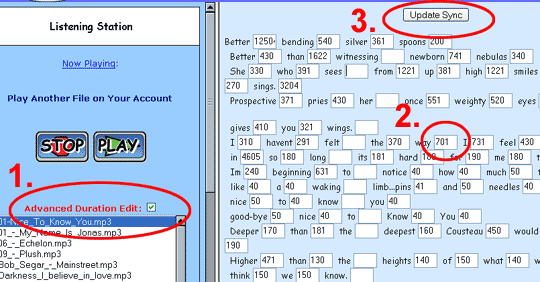 1.
Listening Station
Now Playing:
Play Another File on Your Account
STOP PLAY
Advanced Duration Edit:
01-Nice_To_Know_You.mp3
01_-_My_Name_Is_Jonas.mp3
06_-_Echelon.mp3
09_-_Plush.mp3
Bob_Segar_-_Mainstreet.mp3
Darkness_I_believe_in_love.mp3
3.
Update Sync
Better 1250 bending 540 silver 361 spoons 200
Better 430 than 1622 witnessing newborn 741 nebulas 340
She 330 who 391 sees from 1221 up 381 high 1221 smiles
270 sings. 3204
Prospective 371 pries 430 her once 551 weighty 520 eyes
gives 410 you 321 wings.
2.
I 310 havent 291 felt the 370 way 701 I 731 feel 430
in 4605 so 180 long its 181 hard for 190 me 180
Im 240 beginning 631 to notice 40 how 40 much 50
like 40 a 40 waking limb...pins 41 and 50 needles 40
nice 50 to 40 know you 40
good-bye 50 nice 40 to Know 40 You 40
Deeper 170 than 181 the deepest 160 Cousteau 450 would
190
Higher 471 than 130 the heights 140 of 150 what 140
think 150 we 150 know.